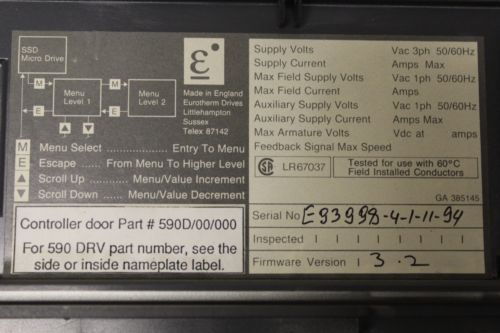 SSD
Micro Drive
M
Menu
Level 1
M
Menu
Level 2
E
E
Made in England
Eurotherm Drives
Littlehampton
Sussex
Telex 87142
M Menu Select Entry To Menu
E Escape From Menu To Higher Level
Scroll Up Menu/Value Increment
Scroll Down Menu/Value Decrement
Controller door Part # 590D/00/000
For 590 DRV part number, see the
side or inside nameplate label.
Supply Volts Vac 3ph 50/60Hz
Supply Current Amps Max
Max Field Supply Volts Vac 1ph 50/60Hz
Max Field Current Amps
Auxiliary Supply Volts Vac 1ph 50/60Hz
Auxiliary Supply Current Amps Max
Max Armature Volts Vdc at amps
Feedback Signal Max Speed
LR67037
Tested for use with 60°C
Field Installed Conductors
GA 385145
Serial No E93998-4-1-11-94
Inspected
Firmware Version 3.2